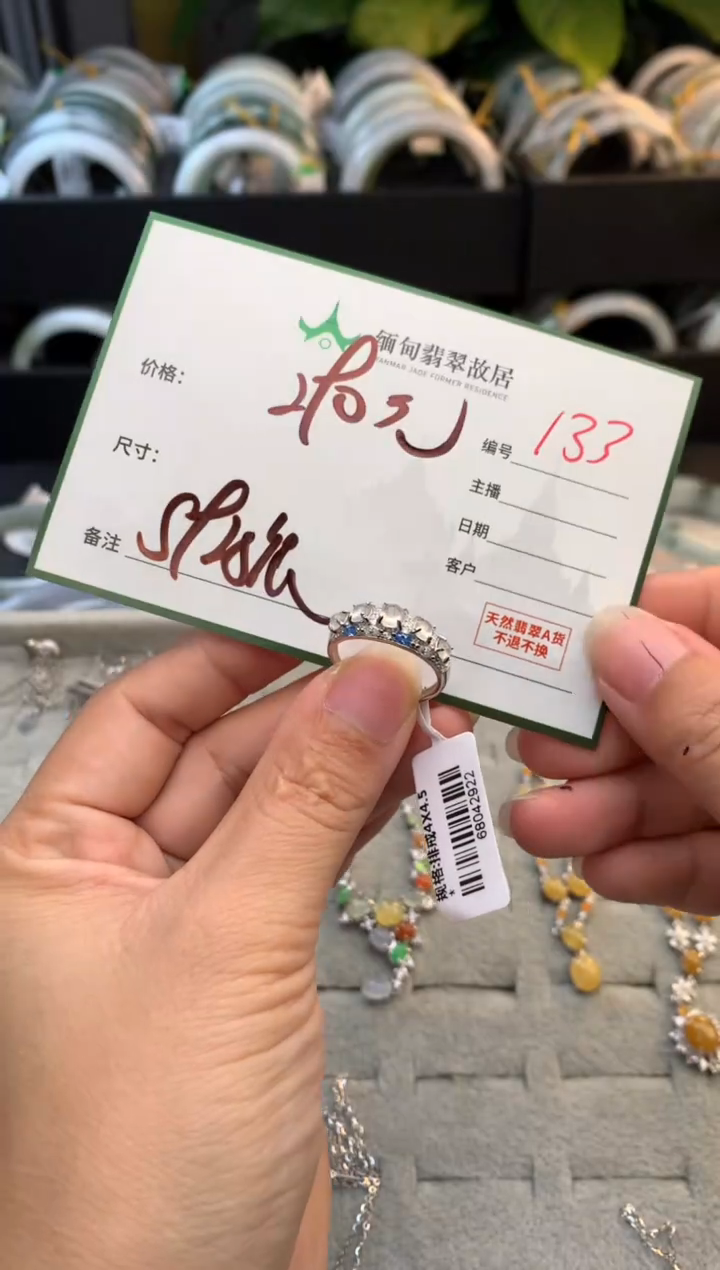 缅甸翡翠故居
MYANMAR JADE FORMER RESIDENCE
价格：
编号 133
尺寸：
主播
日期
备注
客户
天然翡翠A货
不退不换
规格:排戒4X4.5
*
68042922